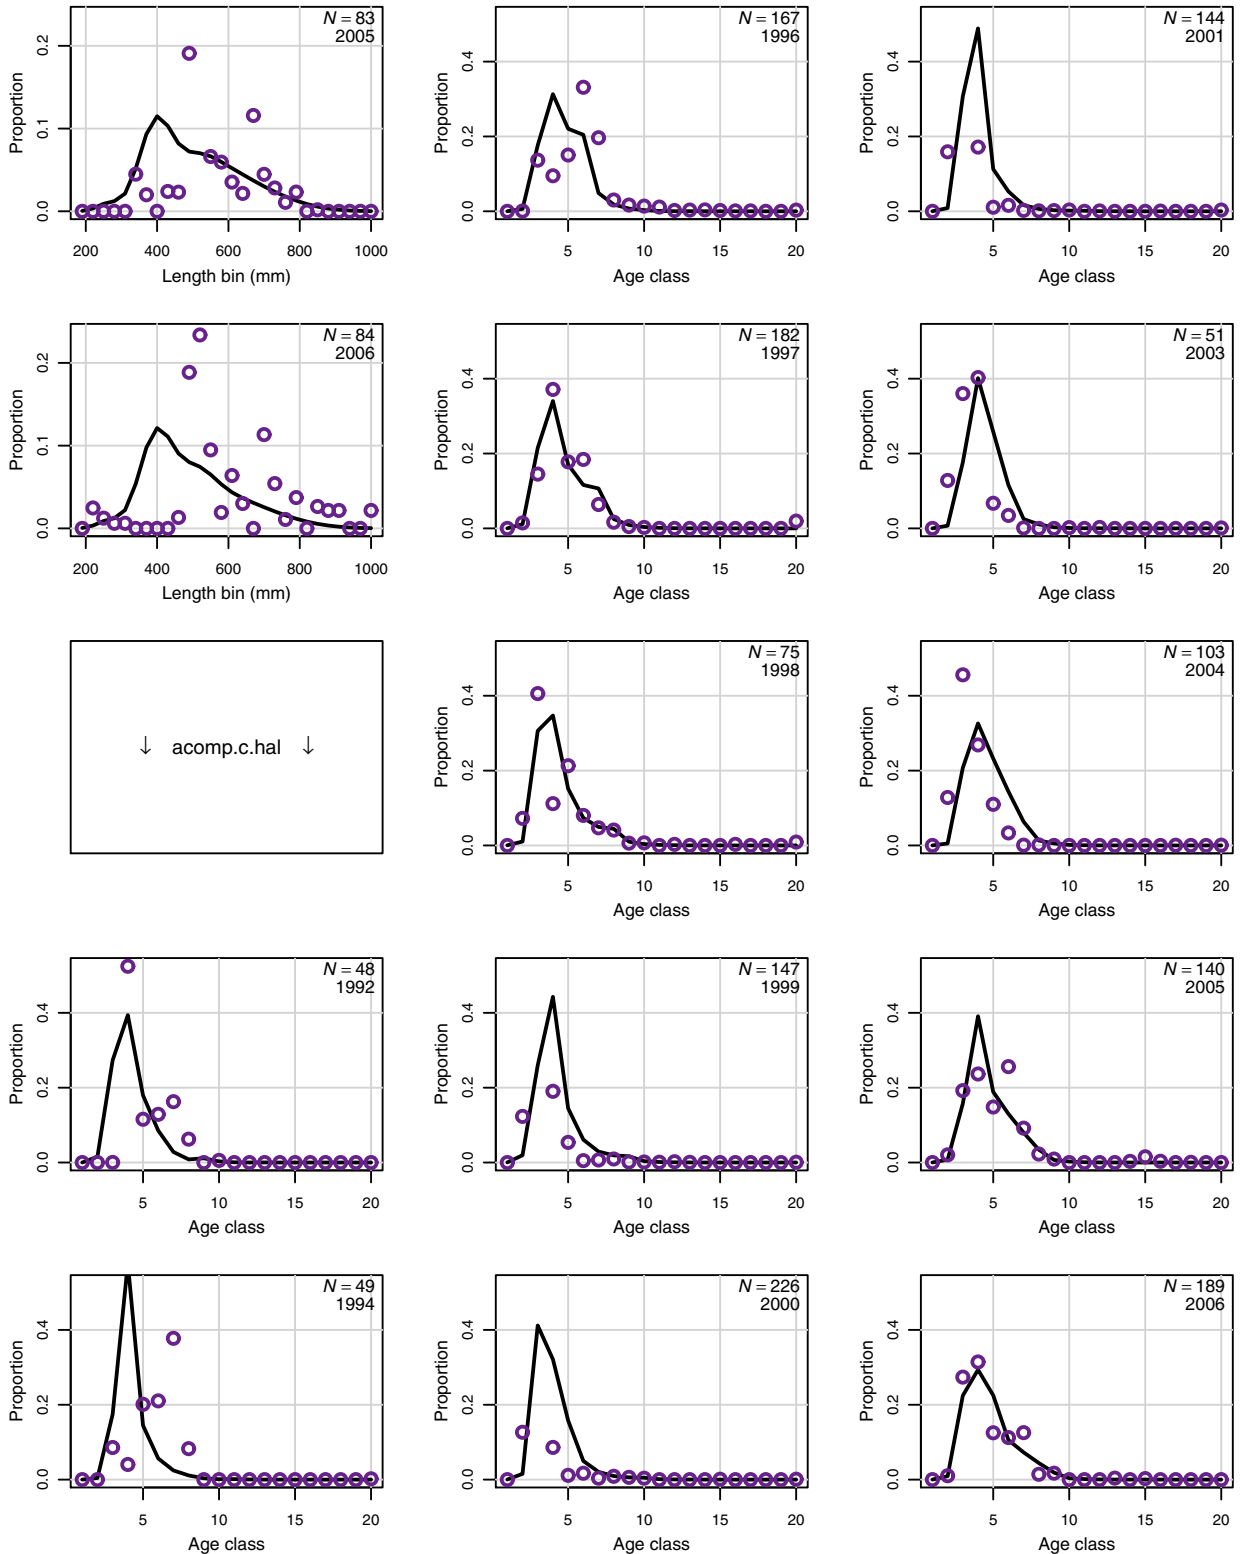 N = 83
2005
Proportion
0.0 0.1 0.2
200 400 600 800 1000
Length bin (mm)
N = 167
1996
Proportion
0.0 0.2 0.4
5 10 15 20
Age class
N = 144
2001
Proportion
0.0 0.2 0.4
5 10 15 20
Age class
N = 84
2006
Proportion
0.0 0.1 0.2
200 400 600 800 1000
Length bin (mm)
N = 182
1997
Proportion
0.0 0.2 0.4
5 10 15 20
Age class
N = 51
2003
Proportion
0.0 0.2 0.4
5 10 15 20
Age class
↓ acomp.c.hal ↓
N = 75
1998
Proportion
0.0 0.2 0.4
5 10 15 20
Age class
N = 103
2004
Proportion
0.0 0.2 0.4
5 10 15 20
Age class
N = 48
1992
Proportion
0.0 0.2 0.4
5 10 15 20
Age class
N = 147
1999
Proportion
0.0 0.2 0.4
5 10 15 20
Age class
N = 140
2005
Proportion
0.0 0.2 0.4
5 10 15 20
Age class
N = 49
1994
Proportion
0.0 0.2 0.4
5 10 15 20
Age class
N = 226
2000
Proportion
0.0 0.2 0.4
5 10 15 20
Age class
N = 189
2006
Proportion
0.0 0.2 0.4
5 10 15 20
Age class